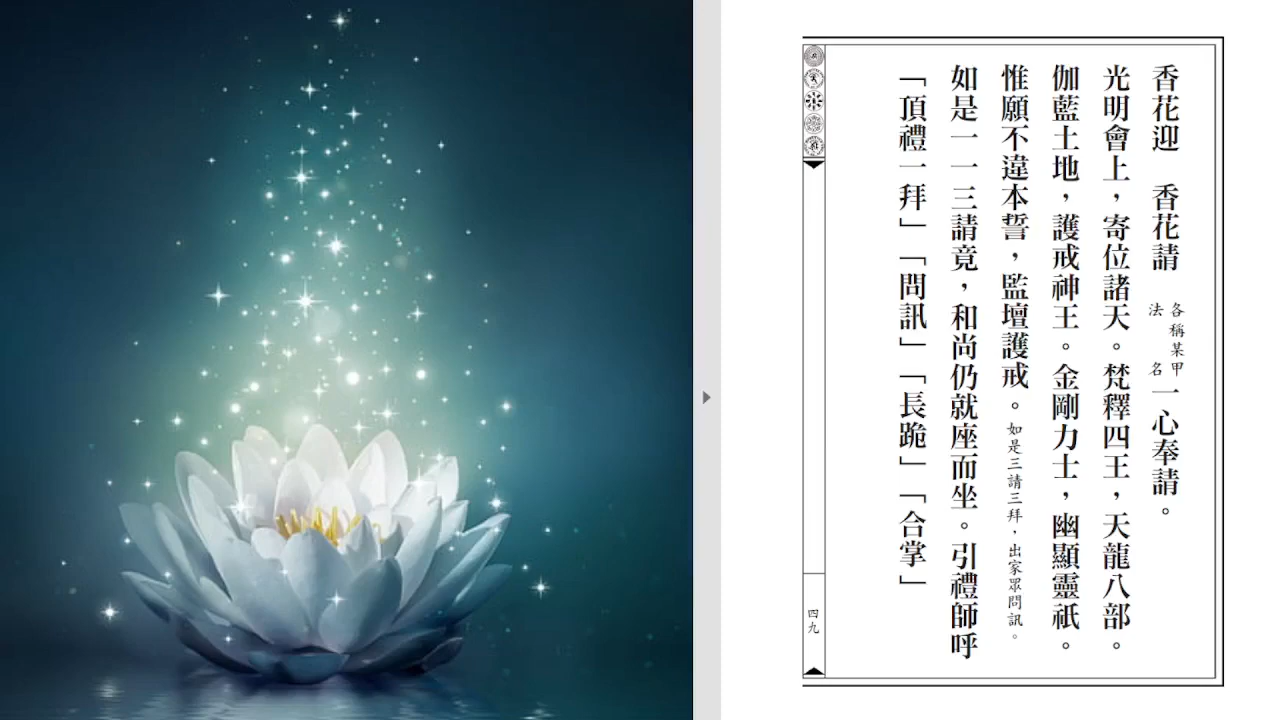 香花迎　香花請　各稱某甲法名一心奉請。
光明會上，寄位諸天。梵釋四王，天龍八部。
伽藍土地，護戒神王。金剛力士，幽顯靈祇。
惟願不違本誓，監壇護戒。如是三請三拜，出家眾問訊。
如是一一三請竟，和尚仍就座而坐。引禮師呼
「頂禮一拜」「問訊」「長跪」「合掌」
四九